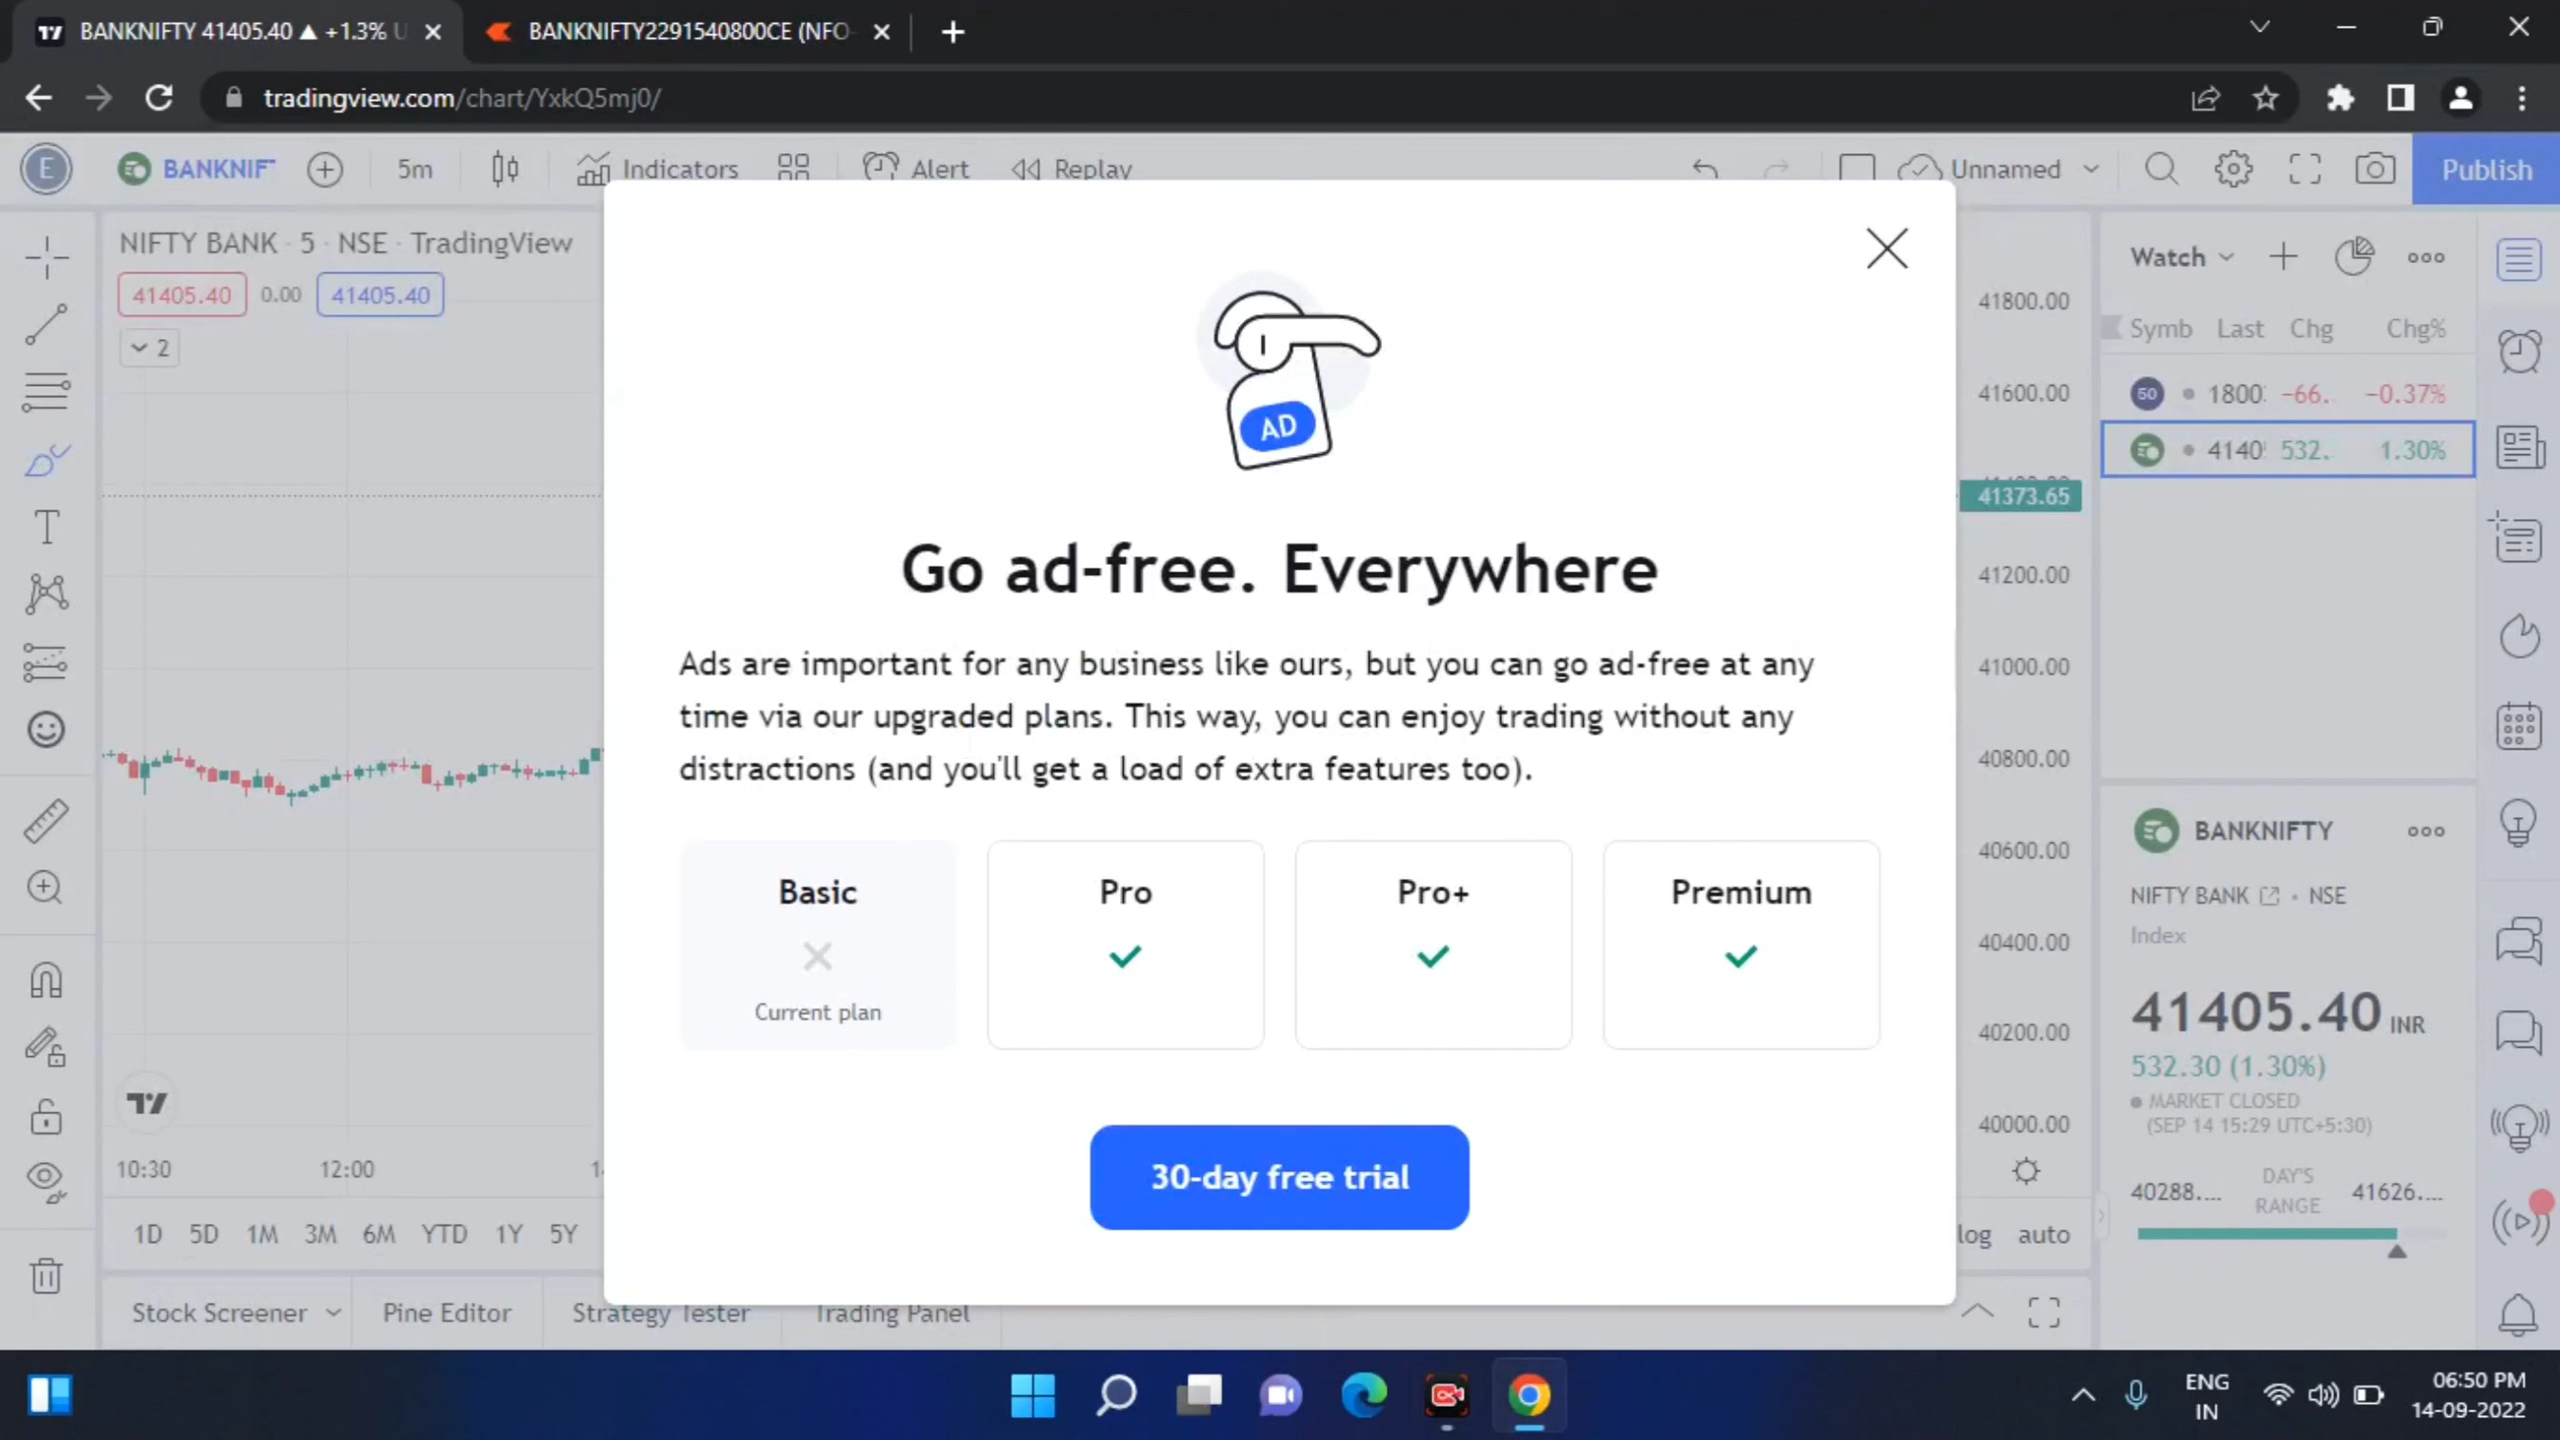 BANKNIFTY 41405.40 ▲ +1.3% U
BANKNIFTY2291540800CE (NFO-
tradingview.com/chart/YxkQ5mj0/
E
BANKNIF
5m
Indicators
Alert
Replay
Unnamed
Publish
NIFTY BANK · 5 · NSE · TradingView
41405.40 0.00 41405.40
2
Go ad-free. Everywhere
AD
Ads are important for any business like ours, but you can go ad-free at any
time via our upgraded plans. This way, you can enjoy trading without any
distractions (and you'll get a load of extra features too).
Basic
Current plan
Pro
Pro+
Premium
30-day free trial
41800.00
41600.00
41373.65
41200.00
41000.00
40800.00
40600.00
40400.00
40200.00
40000.00
10:30 12:00
1D 5D 1M 3M 6M YTD 1Y 5Y
log auto
Stock Screener
Pine Editor
Strategy Tester
Trading Panel
Watch
Symb Last Chg Chg%
50 1800 −66. −0.37%
4140 532. 1.30%
BANKNIFTY
NIFTY BANK · NSE
Index
41405.40 INR
532.30 (1.30%)
MARKET CLOSED
(SEP 14 15:29 UTC+5:30)
40288.... DAY'S RANGE 41626....
ENG
IN
06:50 PM
14-09-2022